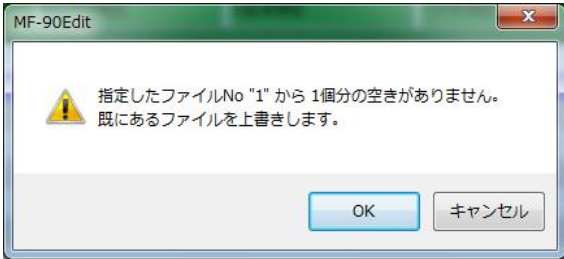 MF-90Edit
指定したファイルNo "1" から 1個分の空きがありません。
既にあるファイルを上書きします。
OK
キャンセル